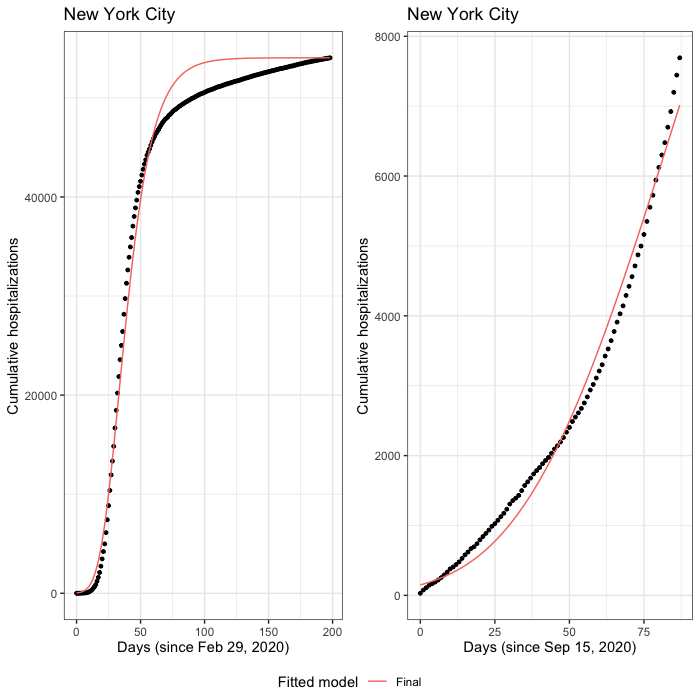 New York City
Cumulative hospitalizations
40000
20000
0
0 50 100 150 200
Days (since Feb 29, 2020)
New York City
Cumulative hospitalizations
8000
6000
4000
2000
0
0 25 50 75
Days (since Sep 15, 2020)
Fitted model Final